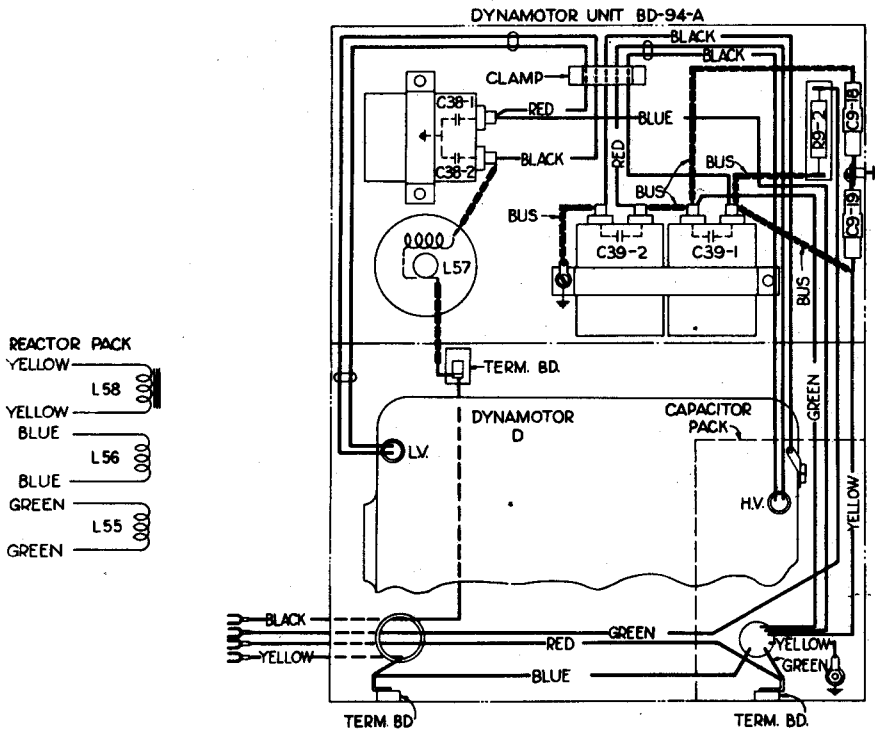 DYNAMOTOR UNIT BD-94-A
BLACK
BLACK
CLAMP
C38-1
RED
BLUE
RED
C38-2
BLACK
BUS
BUS
BUS
R9-2
C9-18
C9-19
BUS
C39-2
C39-1
BUS
L57
TERM. BD.
REACTOR PACK
YELLOW
L58
YELLOW
BLUE
L56
BLUE
GREEN
L55
GREEN
DYNAMOTOR
D
CAPACITOR
PACK
GREEN
L.V.
H.V.
YELLOW
BLACK
GREEN
RED
YELLOW
YELLOW
GREEN
BLUE
TERM. BD
TERM. BD.